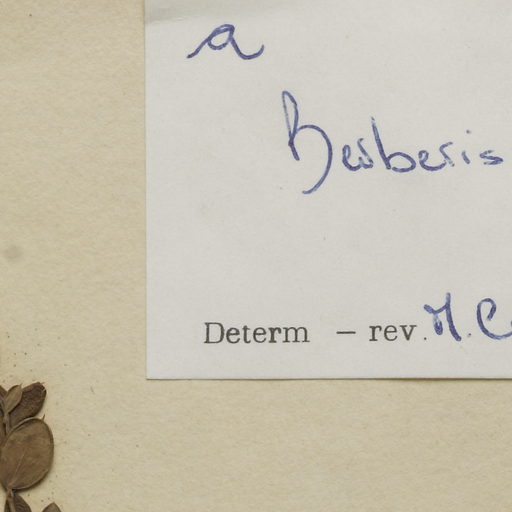 a
Berberis
Determ – rev. M. C